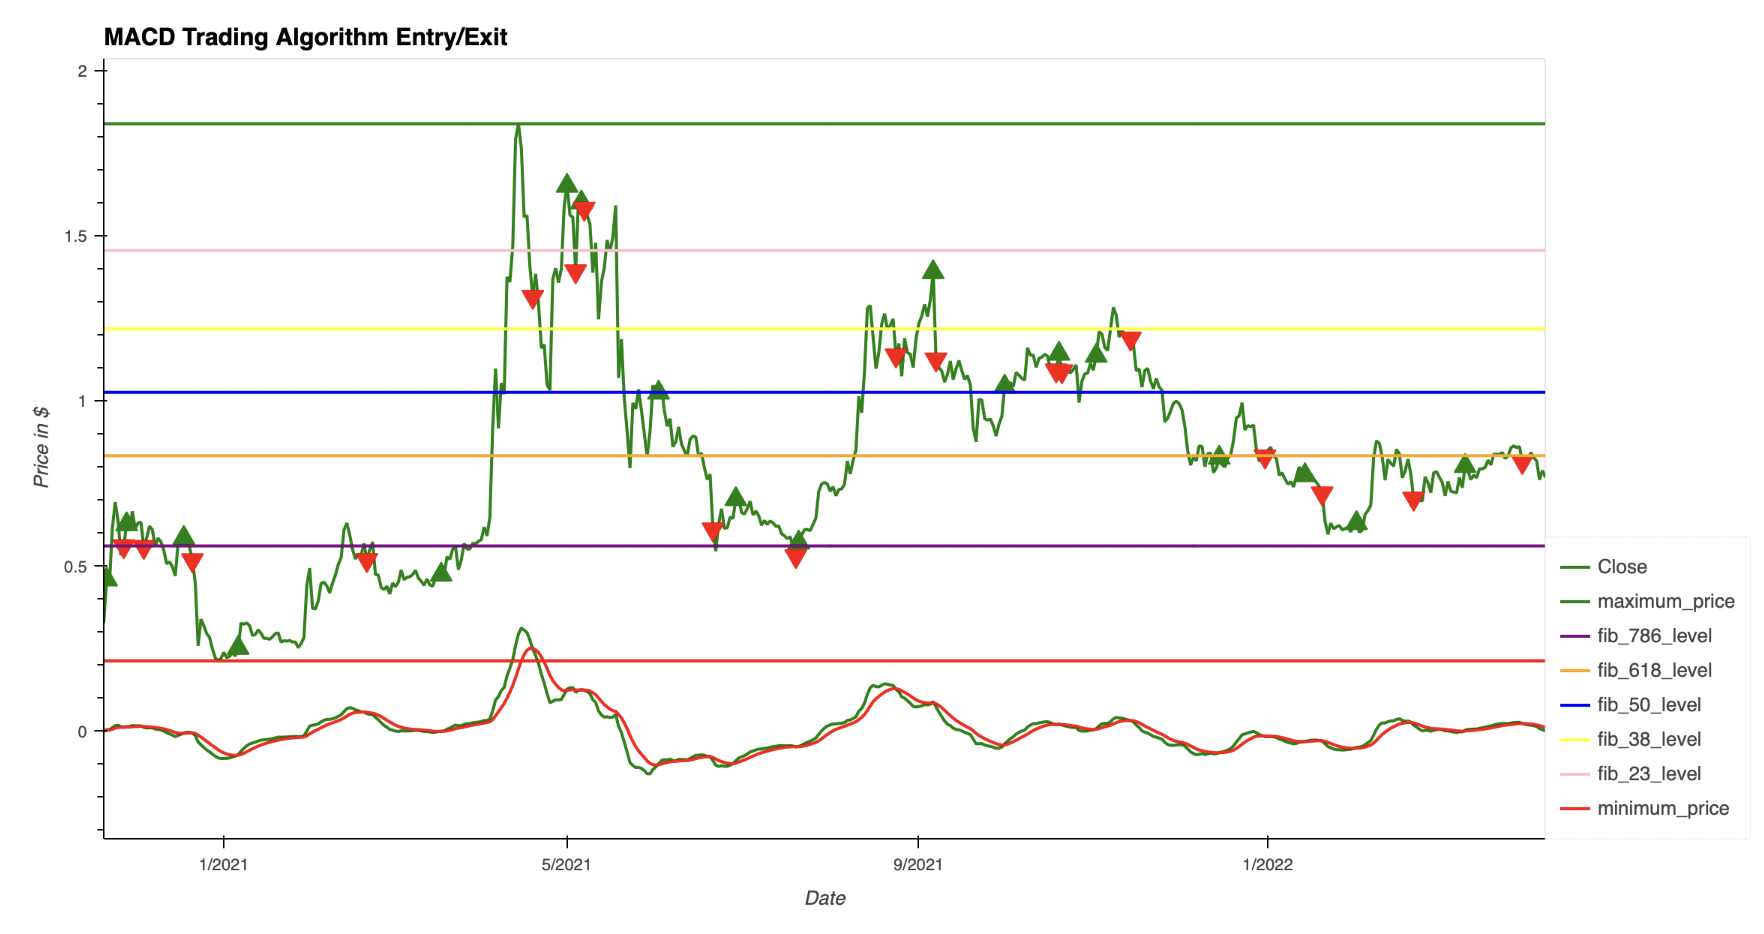 MACD Trading Algorithm Entry/Exit
2
1.5
1
0.5
0
Price in $
1/2021
5/2021
9/2021
1/2022
Date
Close
maximum_price
fib_786_level
fib_618_level
fib_50_level
fib_38_level
fib_23_level
minimum_price